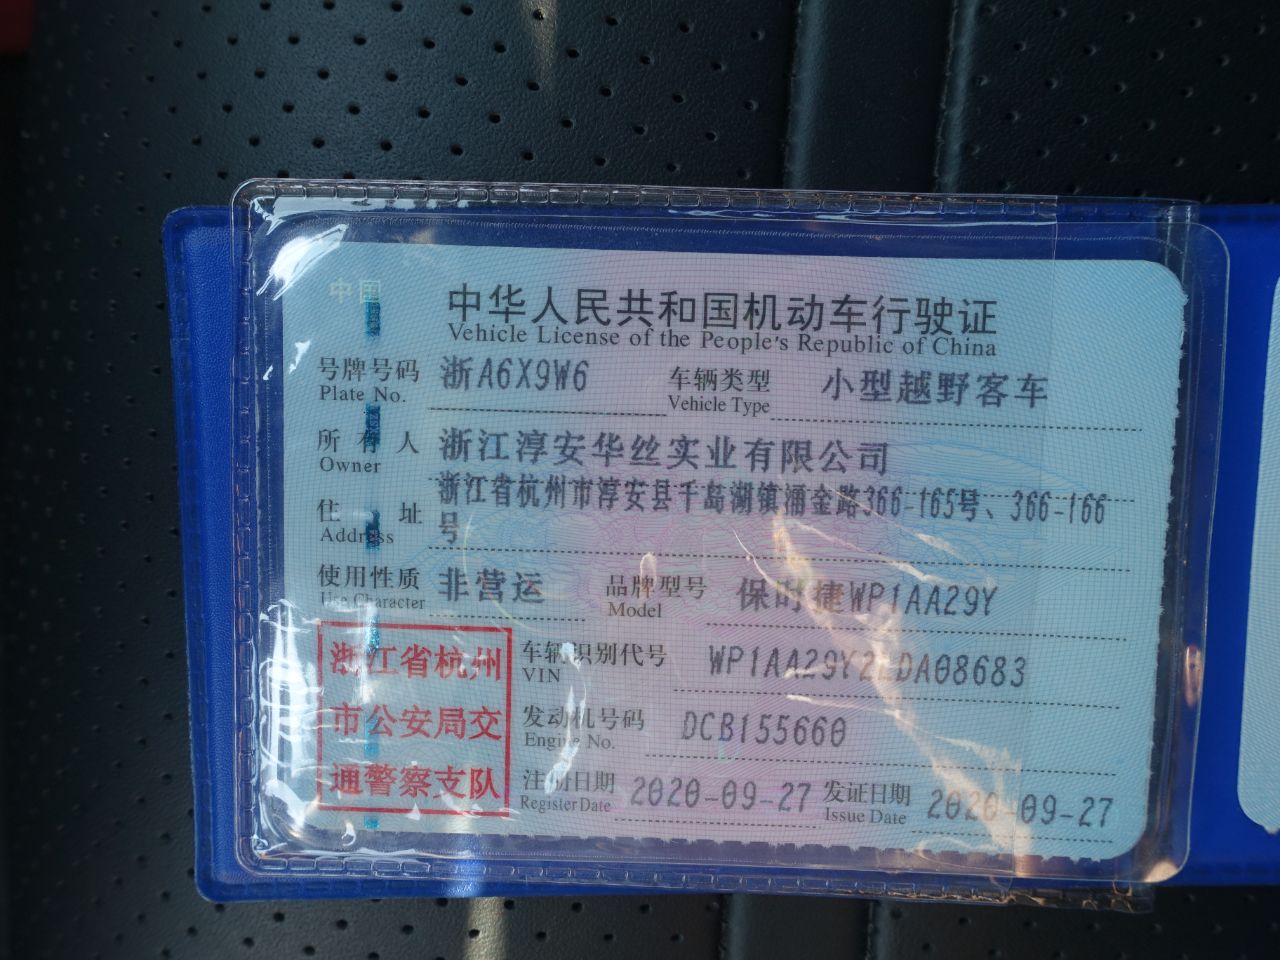 中国
中华人民共和国机动车行驶证
Vehicle License of the People's Republic of China
号牌号码 浙A6X9W6 车辆类型 小型越野客车
Plate No. Vehicle Type
所有人 浙江淳安华丝实业有限公司
Owner
住址 浙江省杭州市淳安县千岛湖镇涌金路366-165号、366-166
Address 号
使用性质 非营运 品牌型号 保时捷WP1AA29Y
Use Character Model
浙江省杭州
市公安局交
通警察支队
车辆识别代号 WP1AA29Y2LDA08683
VIN
发动机号码 DCB155660
Engine No.
注册日期 2020-09-27 发证日期 2020-09-27
Register Date Issue Date